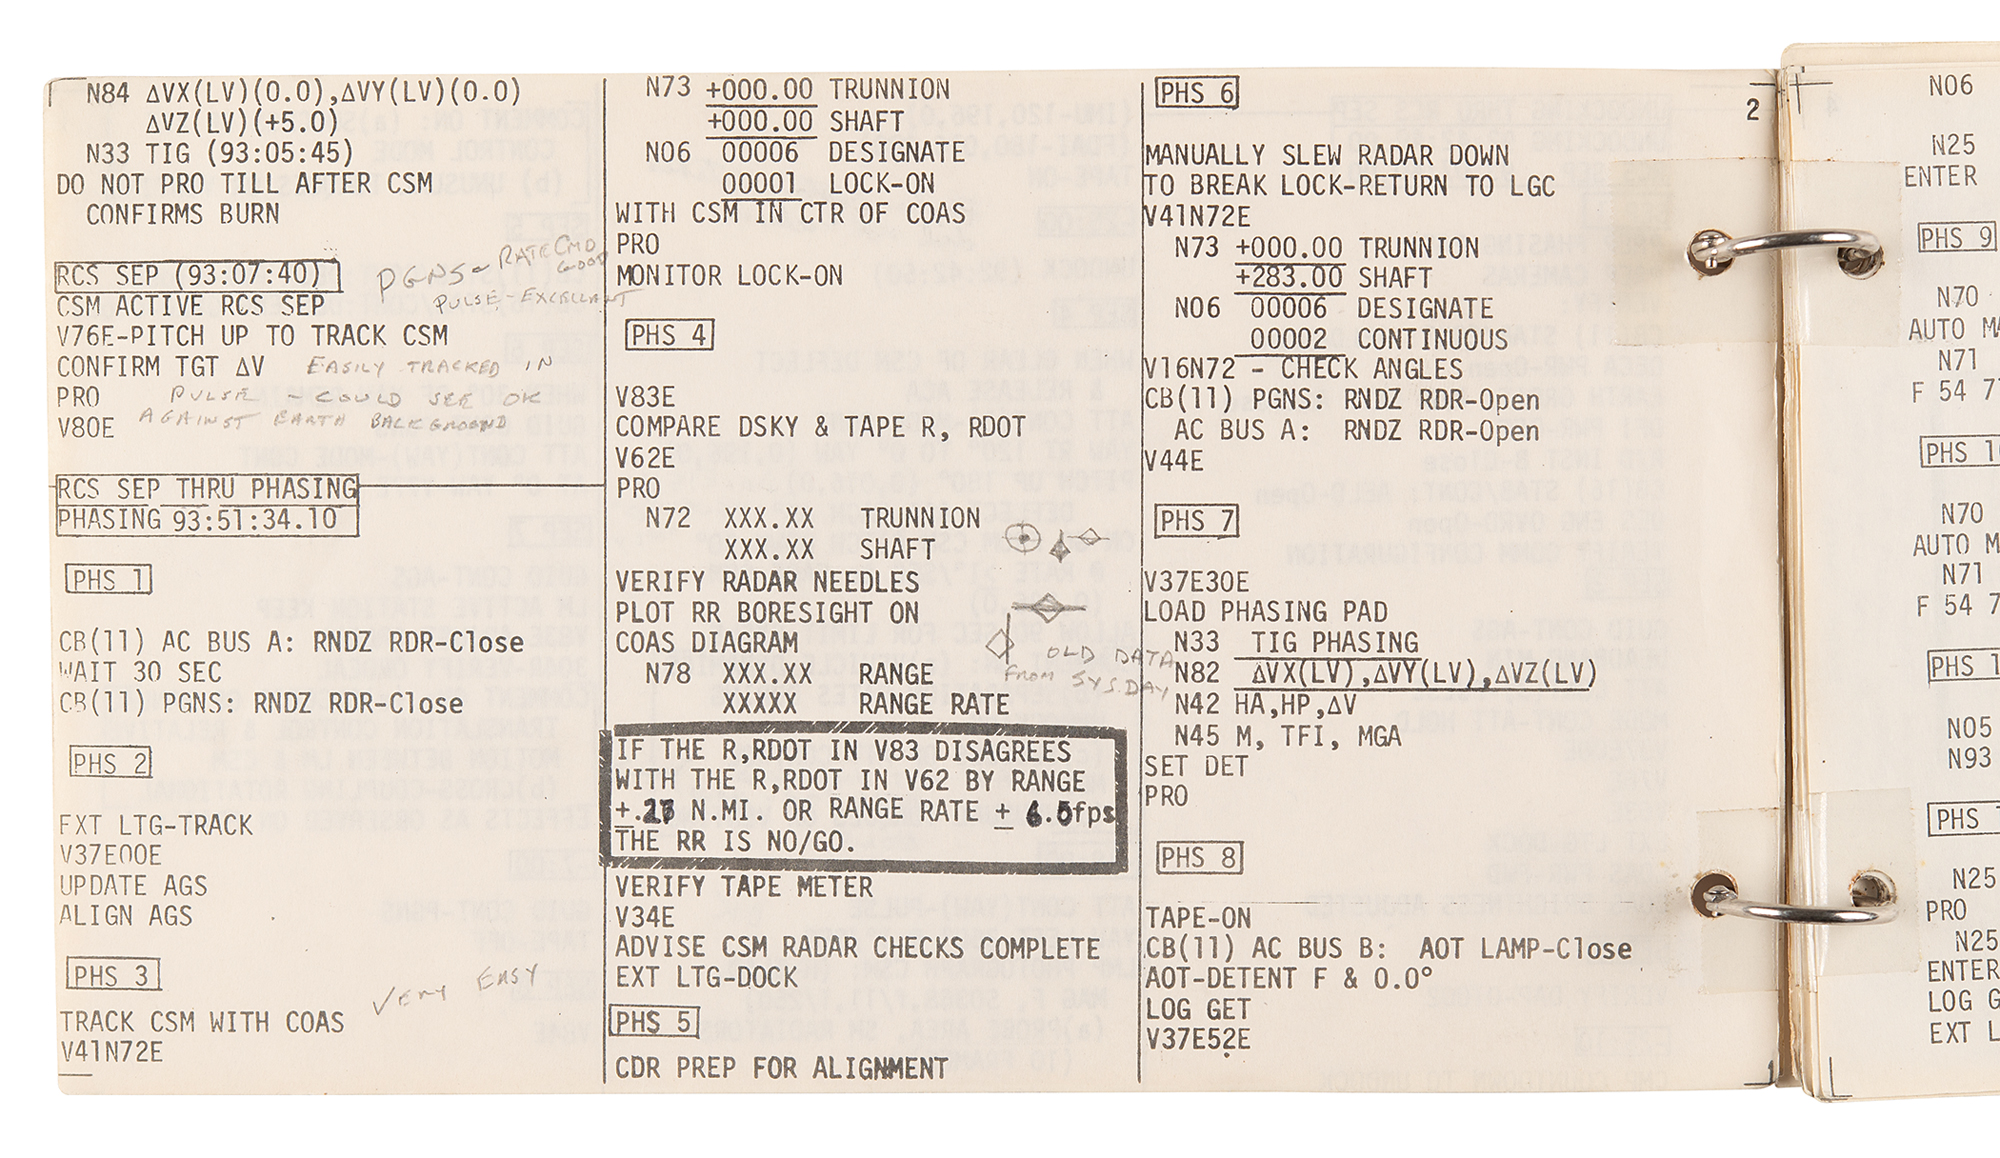 N84 ΔVX(LV)(0.0),ΔVY(LV)(0.0)
ΔVZ(LV)(+5.0)
N33 TIG (93:05:45)
DO NOT PRO TILL AFTER CSM
CONFIRMS BURN
RCS SEP (93:07:40)
PGNS - RATE CMD GOOD
PULSE - EXCELLENT
CSM ACTIVE RCS SEP
V76E-PITCH UP TO TRACK CSM
CONFIRM TGT ΔV
EASILY TRACKED IN
PRO
PULSE - COULD SEE OK
V80E
AGAINST EARTH BACKGROUND
RCS SEP THRU PHASING
PHASING 93:51:34.10
PHS 1
CB(11) AC BUS A: RNDZ RDR-Close
WAIT 30 SEC
CB(11) PGNS: RNDZ RDR-Close
PHS 2
EXT LTG-TRACK
V37E00E
UPDATE AGS
ALIGN AGS
PHS 3
VERY EASY
TRACK CSM WITH COAS
V41N72E
N73 +000.00 TRUNNION
+000.00 SHAFT
N06 00006 DESIGNATE
00001 LOCK-ON
WITH CSM IN CTR OF COAS
PRO
MONITOR LOCK-ON
PHS 4
V83E
COMPARE DSKY & TAPE R, RDOT
V62E
PRO
N72 XXX.XX TRUNNION
XXX.XX SHAFT
VERIFY RADAR NEEDLES
PLOT RR BORESIGHT ON
COAS DIAGRAM
OLD DATA
FROM SYS.DAY
N78 XXX.XX RANGE
XXXXX RANGE RATE
IF THE R,RDOT IN V83 DISAGREES
WITH THE R,RDOT IN V62 BY RANGE
N.MI. OR RANGE RATE ± fps
THE RR IS NO/GO.
VERIFY TAPE METER
V34E
ADVISE CSM RADAR CHECKS COMPLETE
EXT LTG-DOCK
PHS 5
CDR PREP FOR ALIGNMENT
PHS 6
2
MANUALLY SLEW RADAR DOWN
TO BREAK LOCK-RETURN TO LGC
V41N72E
N73 +000.00 TRUNNION
+283.00 SHAFT
N06 00006 DESIGNATE
00002 CONTINUOUS
V16N72 - CHECK ANGLES
CB(11) PGNS: RNDZ RDR-Open
AC BUS A: RNDZ RDR-Open
V44E
PHS 7
V37E30E
LOAD PHASING PAD
N33 TIG PHASING
N82 ΔVX(LV),ΔVY(LV),ΔVZ(LV)
N42 HA,HP,ΔV
N45 M, TFI, MGA
SET DET
PRO
PHS 8
TAPE-ON
CB(11) AC BUS B: AOT LAMP-Close
AOT-DETENT F & 0.0°
LOG GET
V37E52E
N06
N25
ENTER
PHS 9
N70
AUTO
N71
F 54
PHS
N70
AUTO
N71
F 54
PHS
N05
N93
PHS
N25
PRO
N25
ENTER
LOG
EXT